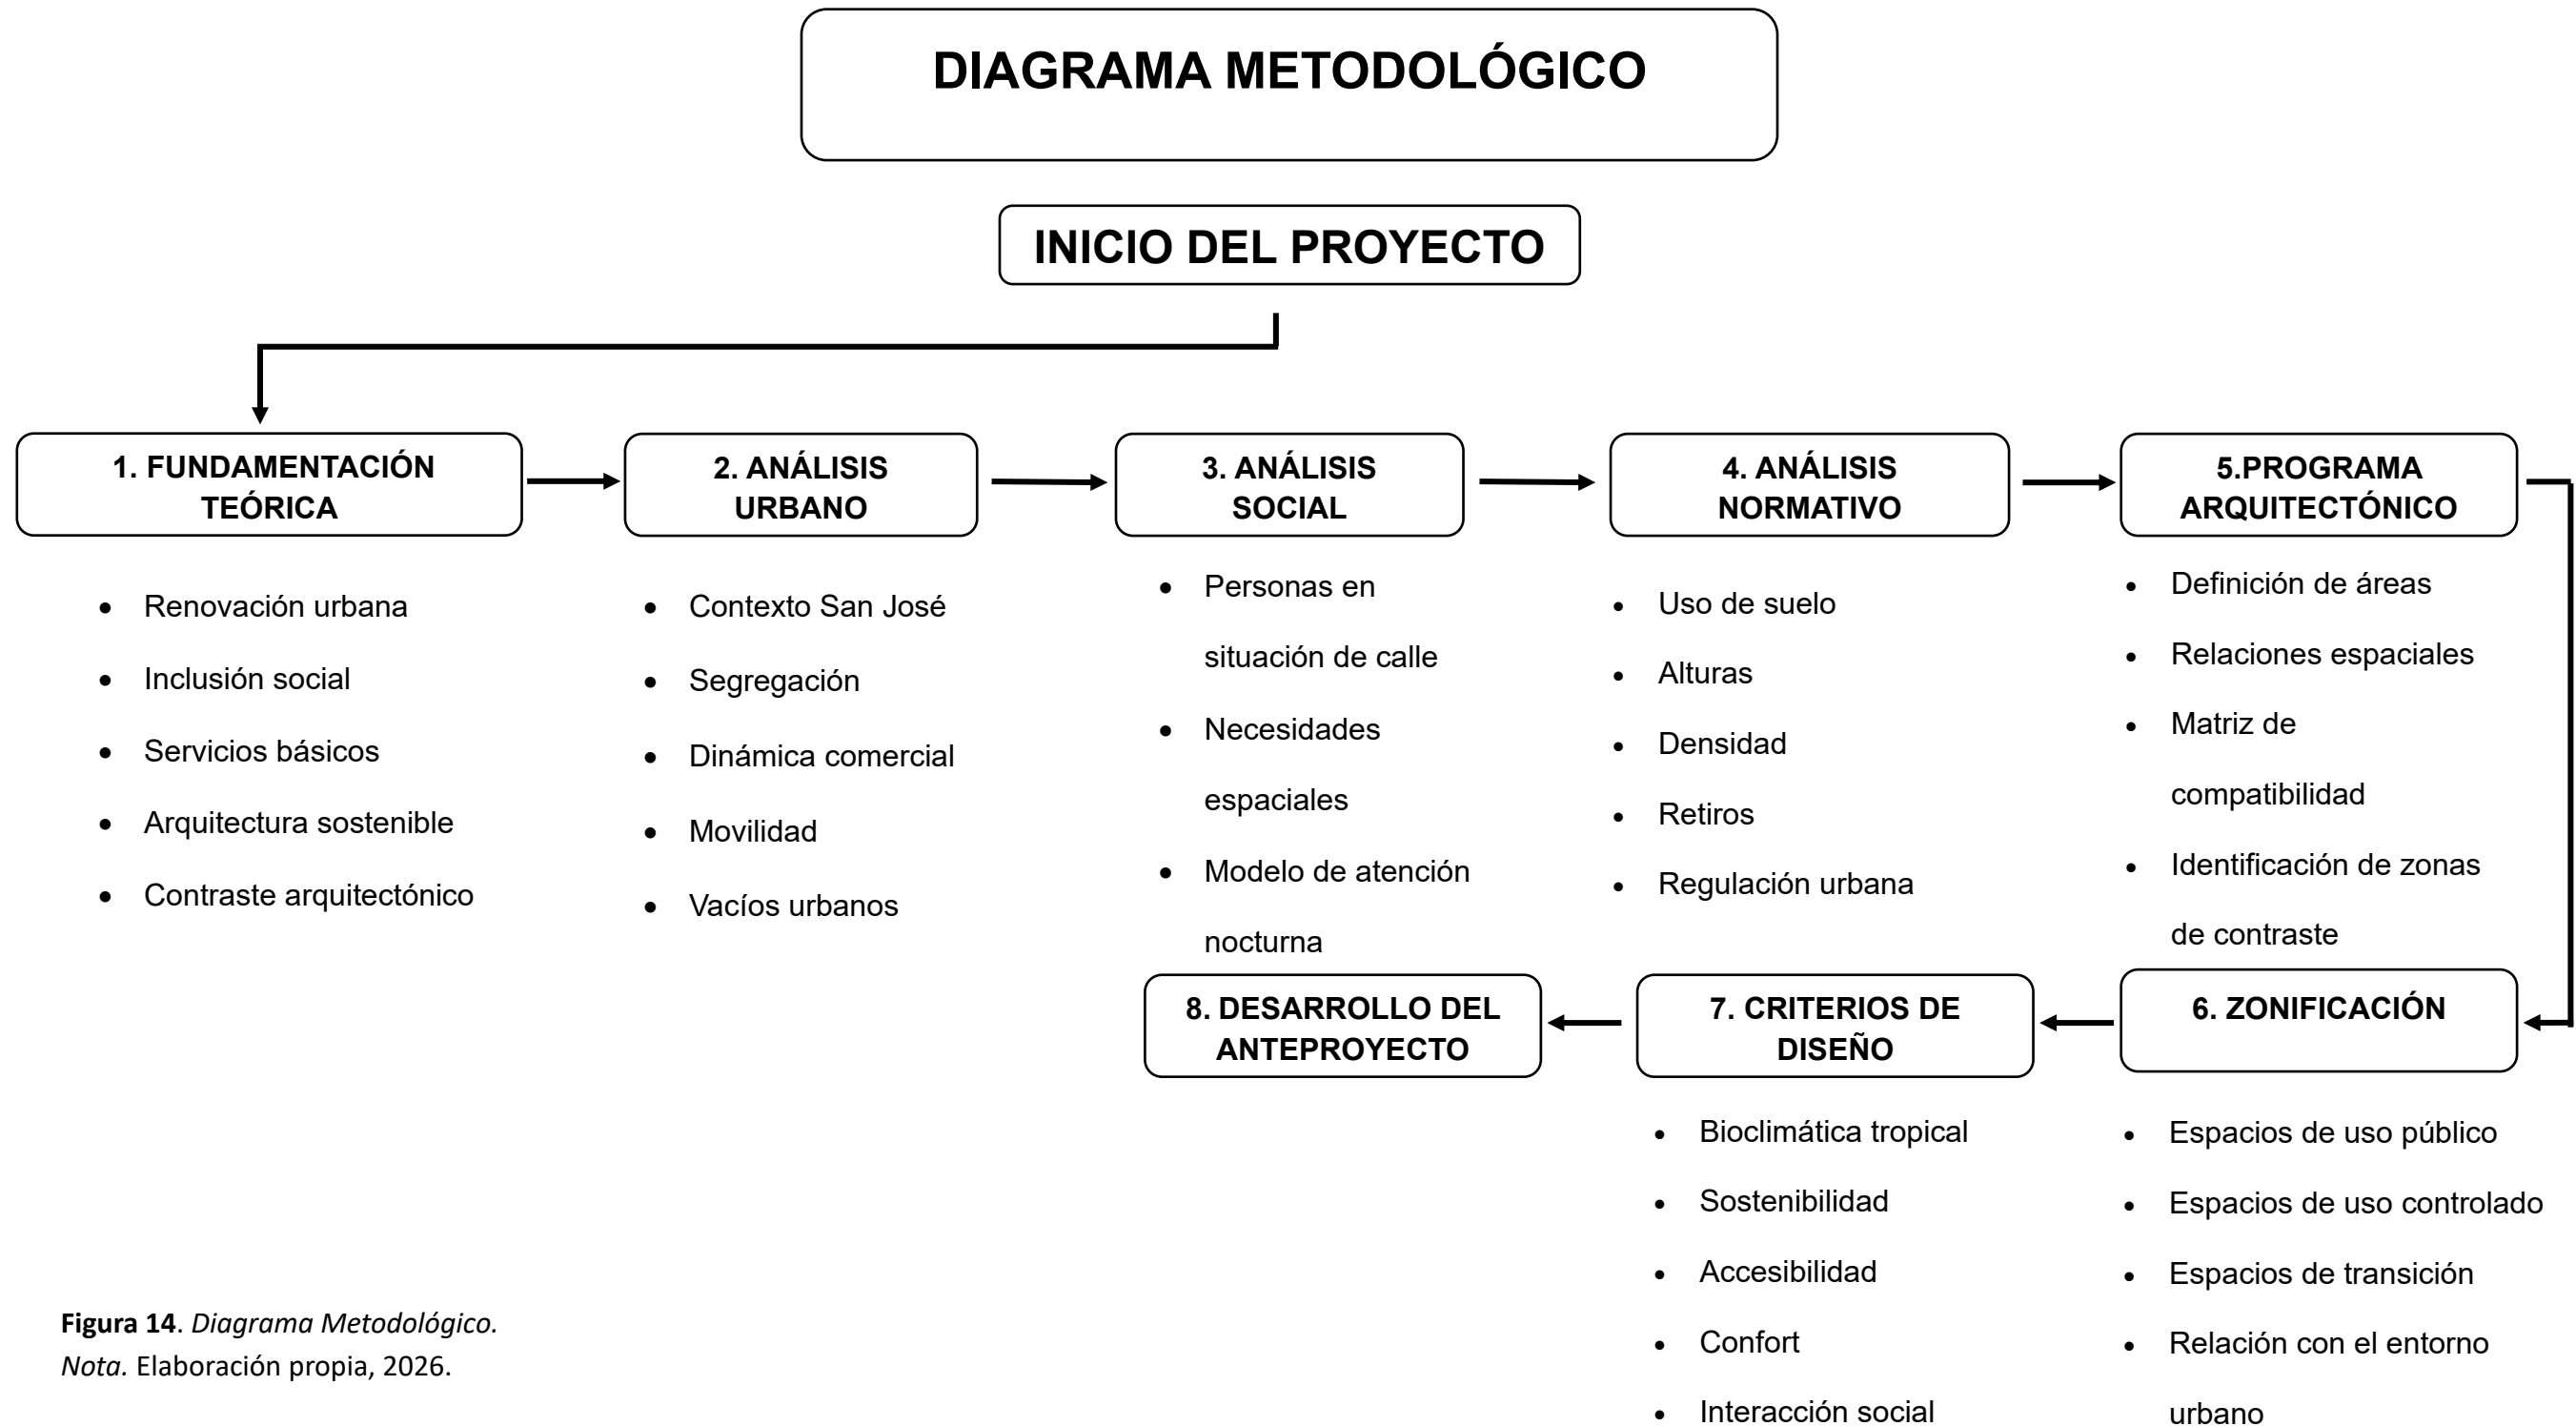 DIAGRAMA METODOLÓGICO
INICIO DEL PROYECTO
1. FUNDAMENTACIÓN
TEÓRICA
• Renovación urbana
• Inclusión social
• Servicios básicos
• Arquitectura sostenible
• Contraste arquitectónico
2. ANÁLISIS
URBANO
• Contexto San José
• Segregación
• Dinámica comercial
• Movilidad
• Vacíos urbanos
3. ANÁLISIS
SOCIAL
• Personas en
situación de calle
• Necesidades
espaciales
• Modelo de atención
nocturna
4. ANÁLISIS
NORMATIVO
• Uso de suelo
• Alturas
• Densidad
• Retiros
• Regulación urbana
5.PROGRAMA
ARQUITECTÓNICO
• Definición de áreas
• Relaciones espaciales
• Matriz de
compatibilidad
• Identificación de zonas
de contraste
6. ZONIFICACIÓN
• Espacios de uso público
• Espacios de uso controlado
• Espacios de transición
• Relación con el entorno
urbano
7. CRITERIOS DE
DISEÑO
• Bioclimática tropical
• Sostenibilidad
• Accesibilidad
• Confort
• Interacción social
8. DESARROLLO DEL
ANTEPROYECTO
Figura 14. Diagrama Metodológico.
Nota. Elaboración propia, 2026.